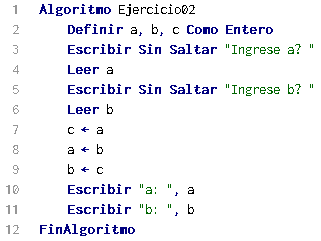 1 Algoritmo Ejercicio02
2 Definir a, b, c Como Entero
3 Escribir Sin Saltar "Ingrese a? "
4 Leer a
5 Escribir Sin Saltar "Ingrese b? "
6 Leer b
7 c ← a
8 a ← b
9 b ← c
10 Escribir "a: ", a
11 Escribir "b: ", b
12 FinAlgoritmo